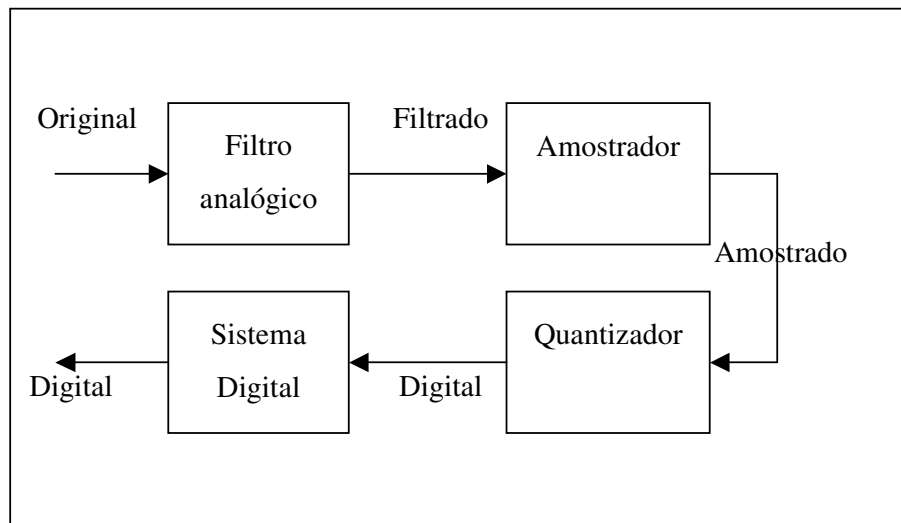 Original
Filtro
analógico
Filtrado
Amostrador
Amostrado
Quantizador
Digital
Sistema
Digital
Digital